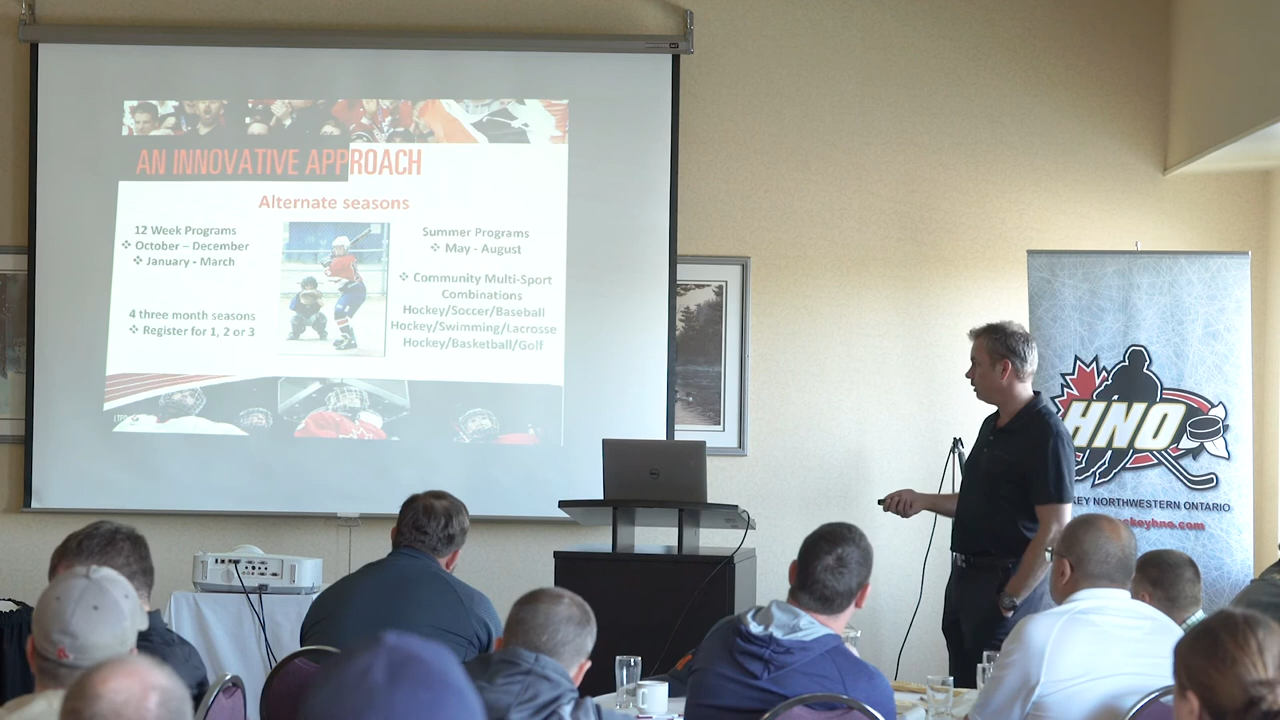 AN INNOVATIVE APPROACH
Alternate seasons
12 Week Programs
❖ October – December
❖ January - March
4 three month seasons
❖ Register for 1, 2 or 3
Summer Programs
❖ May - August
❖ Community Multi-Sport
Combinations
Hockey/Soccer/Baseball
Hockey/Swimming/Lacrosse
Hockey/Basketball/Golf
HNO
KEY NORTHWESTERN ONTARIO
ckeyhno.com